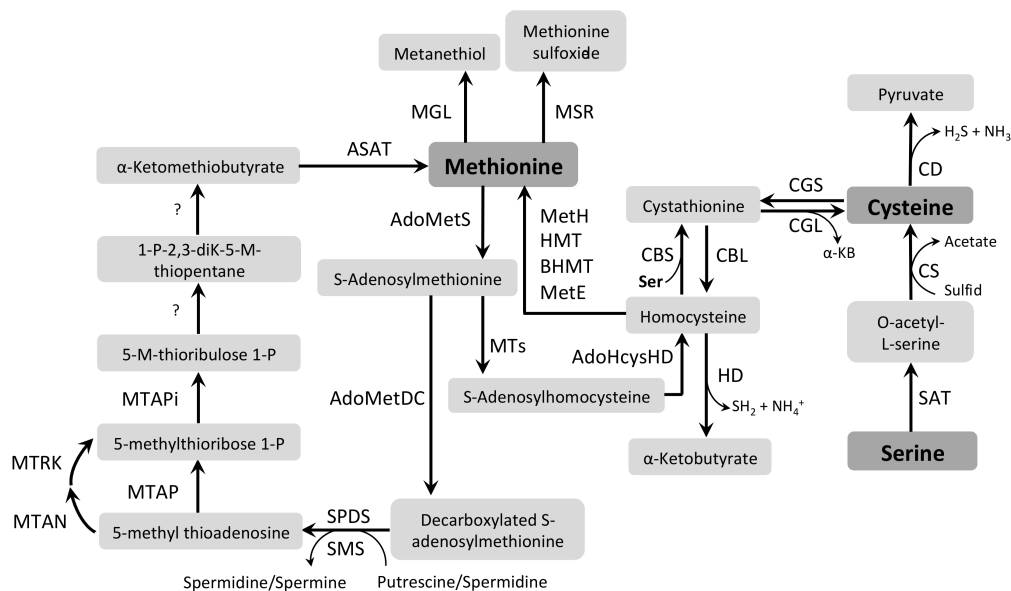 Metanethiol
Methionine
sulfoxide
MGL
MSR
Pyruvate
H₂S + NH₃
CD
ASAT
α-Ketomethiobutyrate
Methionine
CGS
Cystathionine
Cysteine
CGL
α-KB
?
AdoMetS
MetH
HMT
BHMT
MetE
CBS
CBL
Ser
Acetate
CS
Sulfid
1-P-2,3-diK-5-M-
thiopentane
S-Adenosylmethionine
?
Homocysteine
O-acetyl-
L-serine
5-M-thioribulose 1-P
MTs
AdoHcysHD
HD
SH₂ + NH₄⁺
AdoMetDC
S-Adenosylhomocysteine
SAT
MTAPi
5-methylthioribose 1-P
α-Ketobutyrate
Serine
MTRK
MTAP
MTAN
5-methyl thioadenosine
SPDS
SMS
Decarboxylated S-
adenosylmethionine
Spermidine/Spermine
Putrescine/Spermidine